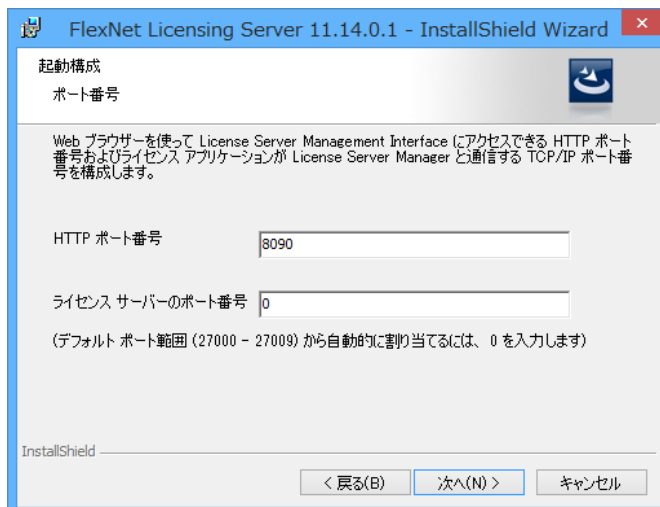 FlexNet Licensing Server 11.14.0.1 - InstallShield Wizard
起動構成
ポート番号
Web ブラウザーを使って License Server Management Interface にアクセスできる HTTP ポート
番号およびライセンス アプリケーションが License Server Manager と通信する TCP/IP ポート番
号を構成します。
HTTP ポート番号
8090
ライセンス サーバーのポート番号
0
(デフォルト ポート範囲 (27000 - 27009) から自動的に割り当てるには、0 を入力します)
InstallShield
< 戻る(B)
次へ(N) >
キャンセル